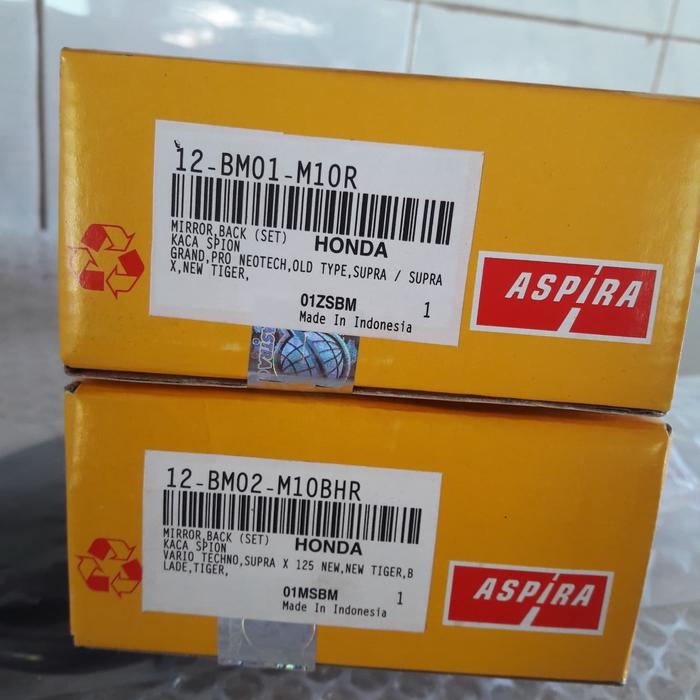 12-BM01-M10R
MIRROR,BACK (SET)
KACA SPION
HONDA
GRAND,PRO NEOTECH,OLD TYPE,SUPRA / SUPRA
X,NEW TIGER,
01ZSBM
1
Made In Indonesia
ASPIRA
12-BM02-M10BHR
MIRROR,BACK (SET)
KACA SPION
HONDA
VARIO TECHNO,SUPRA X 125 NEW,NEW TIGER,B
LADE,TIGER,
01MSBM
1
Made In Indonesia
ASPIRA